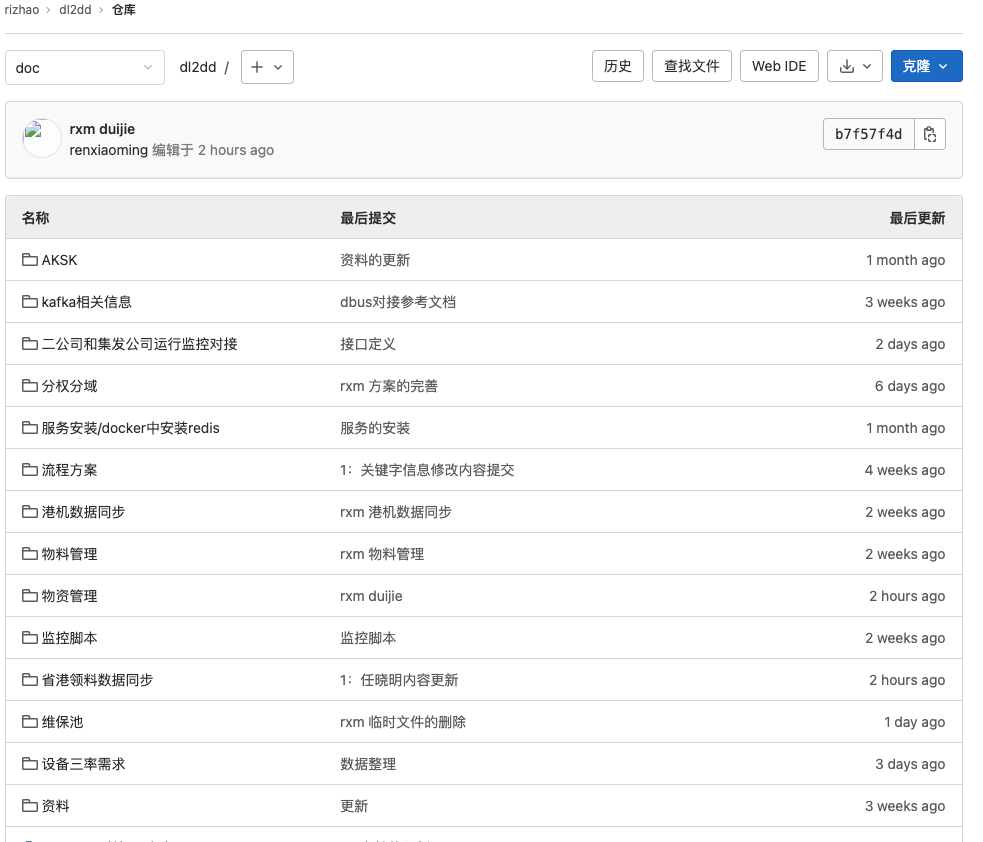 rizhao > dl2dd > 仓库
doc dl2dd / + 历史 查找文件 Web IDE 克隆
rxm duijie
renxiaoming 编辑于 2 hours ago b7f57f4d
名称 最后提交 最后更新
AKSK 资料的更新 1 month ago
kafka相关信息 dbus对接参考文档 3 weeks ago
二公司和集发公司运行监控对接 接口定义 2 days ago
分权分域 rxm 方案的完善 6 days ago
服务安装/docker中安装redis 服务的安装 1 month ago
流程方案 1：关键字信息修改内容提交 4 weeks ago
港机数据同步 rxm 港机数据同步 2 weeks ago
物料管理 rxm 物料管理 2 weeks ago
物资管理 rxm duijie 2 hours ago
监控脚本 监控脚本 2 weeks ago
省港领料数据同步 1：任晓明内容更新 2 hours ago
维保池 rxm 临时文件的删除 1 day ago
设备三率需求 数据整理 3 days ago
资料 更新 3 weeks ago